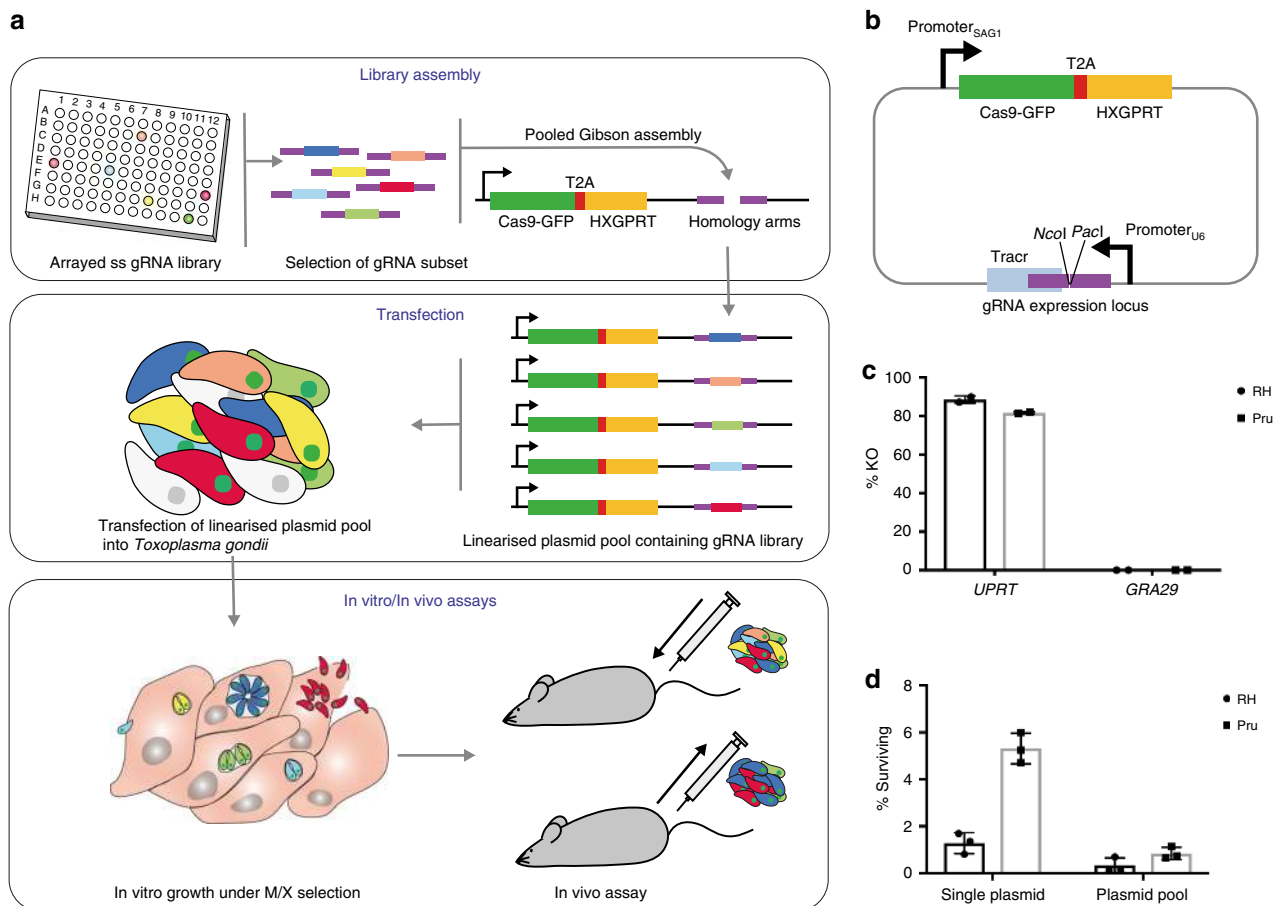 a
Library assembly
1 2 3 4 5 6 7 8 9 10 11 12
A
B
C
D
E
F
G
H
Arrayed ss gRNA library
Selection of gRNA subset
Pooled Gibson assembly
T2A
Cas9-GFP
HXGPRT
Homology arms
Transfection
Transfection of linearised plasmid pool
into Toxoplasma gondii
Linearised plasmid pool containing gRNA library
In vitro/In vivo assays
In vitro growth under M/X selection
In vivo assay
b
PromoterSAG1
T2A
Cas9-GFP
HXGPRT
NcoI PacI
PromoterU6
Tracr
gRNA expression locus
c
100
80
60
40
20
0
% KO
UPRT
GRA29
RH
Pru
d
8
6
4
2
0
% Surviving
Single plasmid
Plasmid pool
RH
Pru